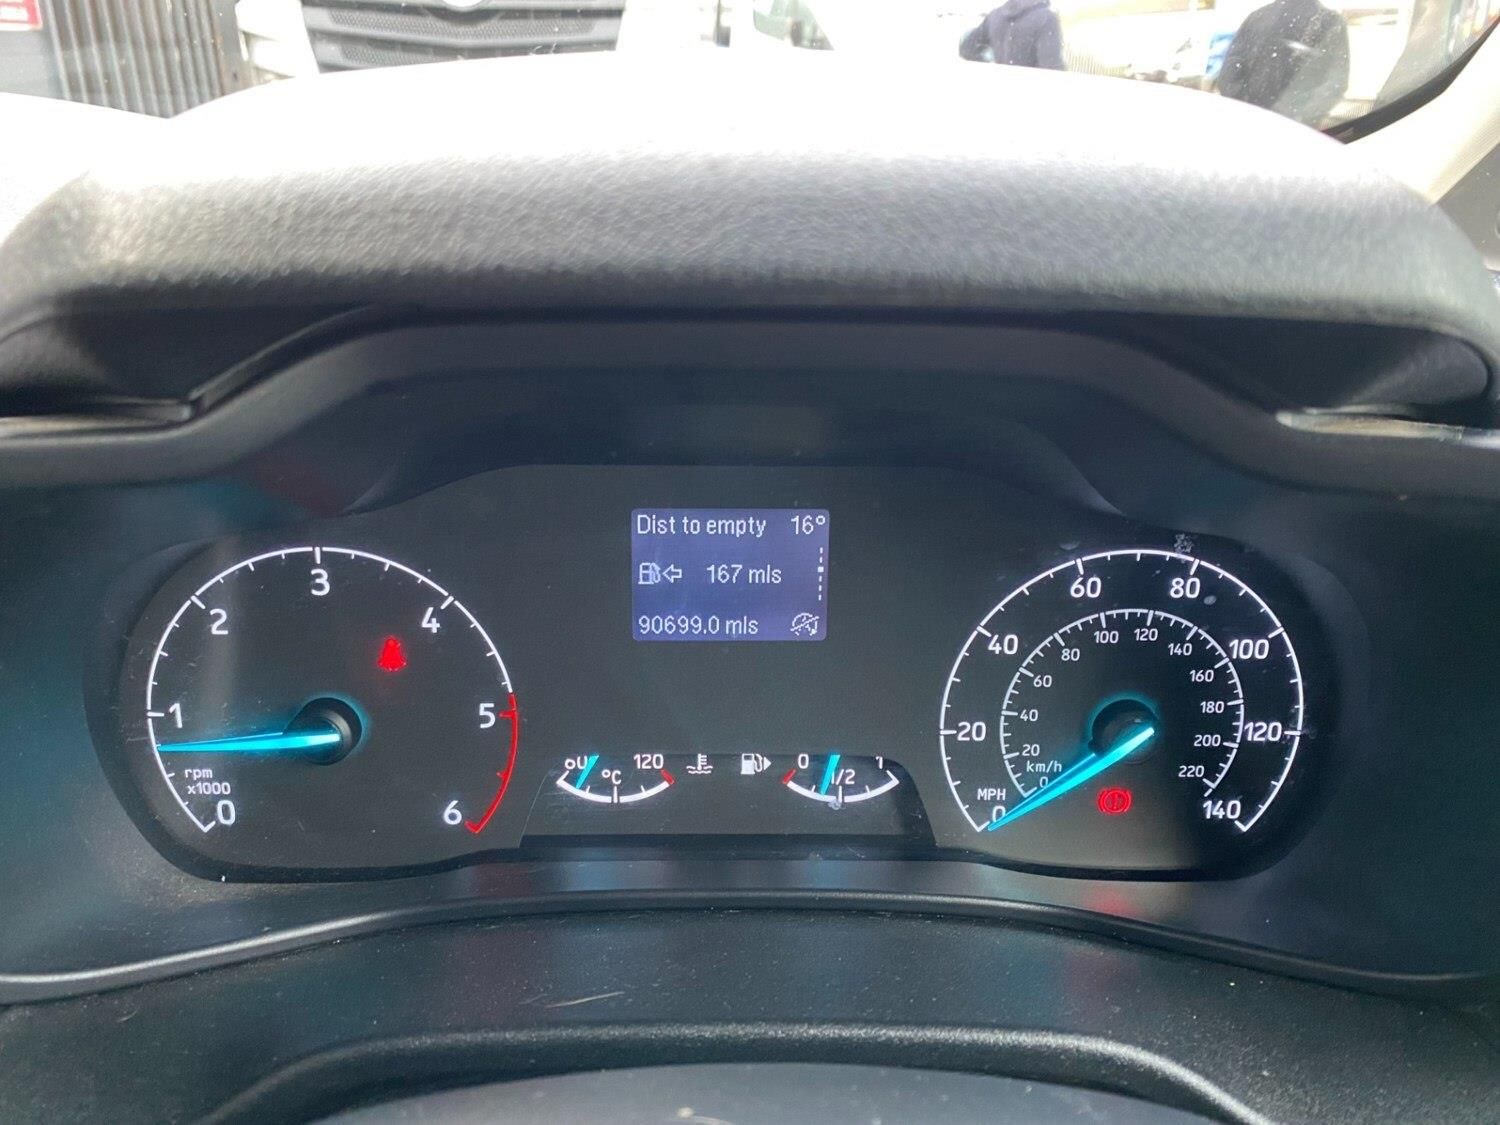 Dist to empty 16°
167 mls
90699.0 mls
0 1 2 3 4 5 6
rpm
x1000
120
°C
0 1/2 1
0 20 40 60 80 100 120 140
MPH
0 20 40 60 80 100 120 140 160 180 200 220
km/h